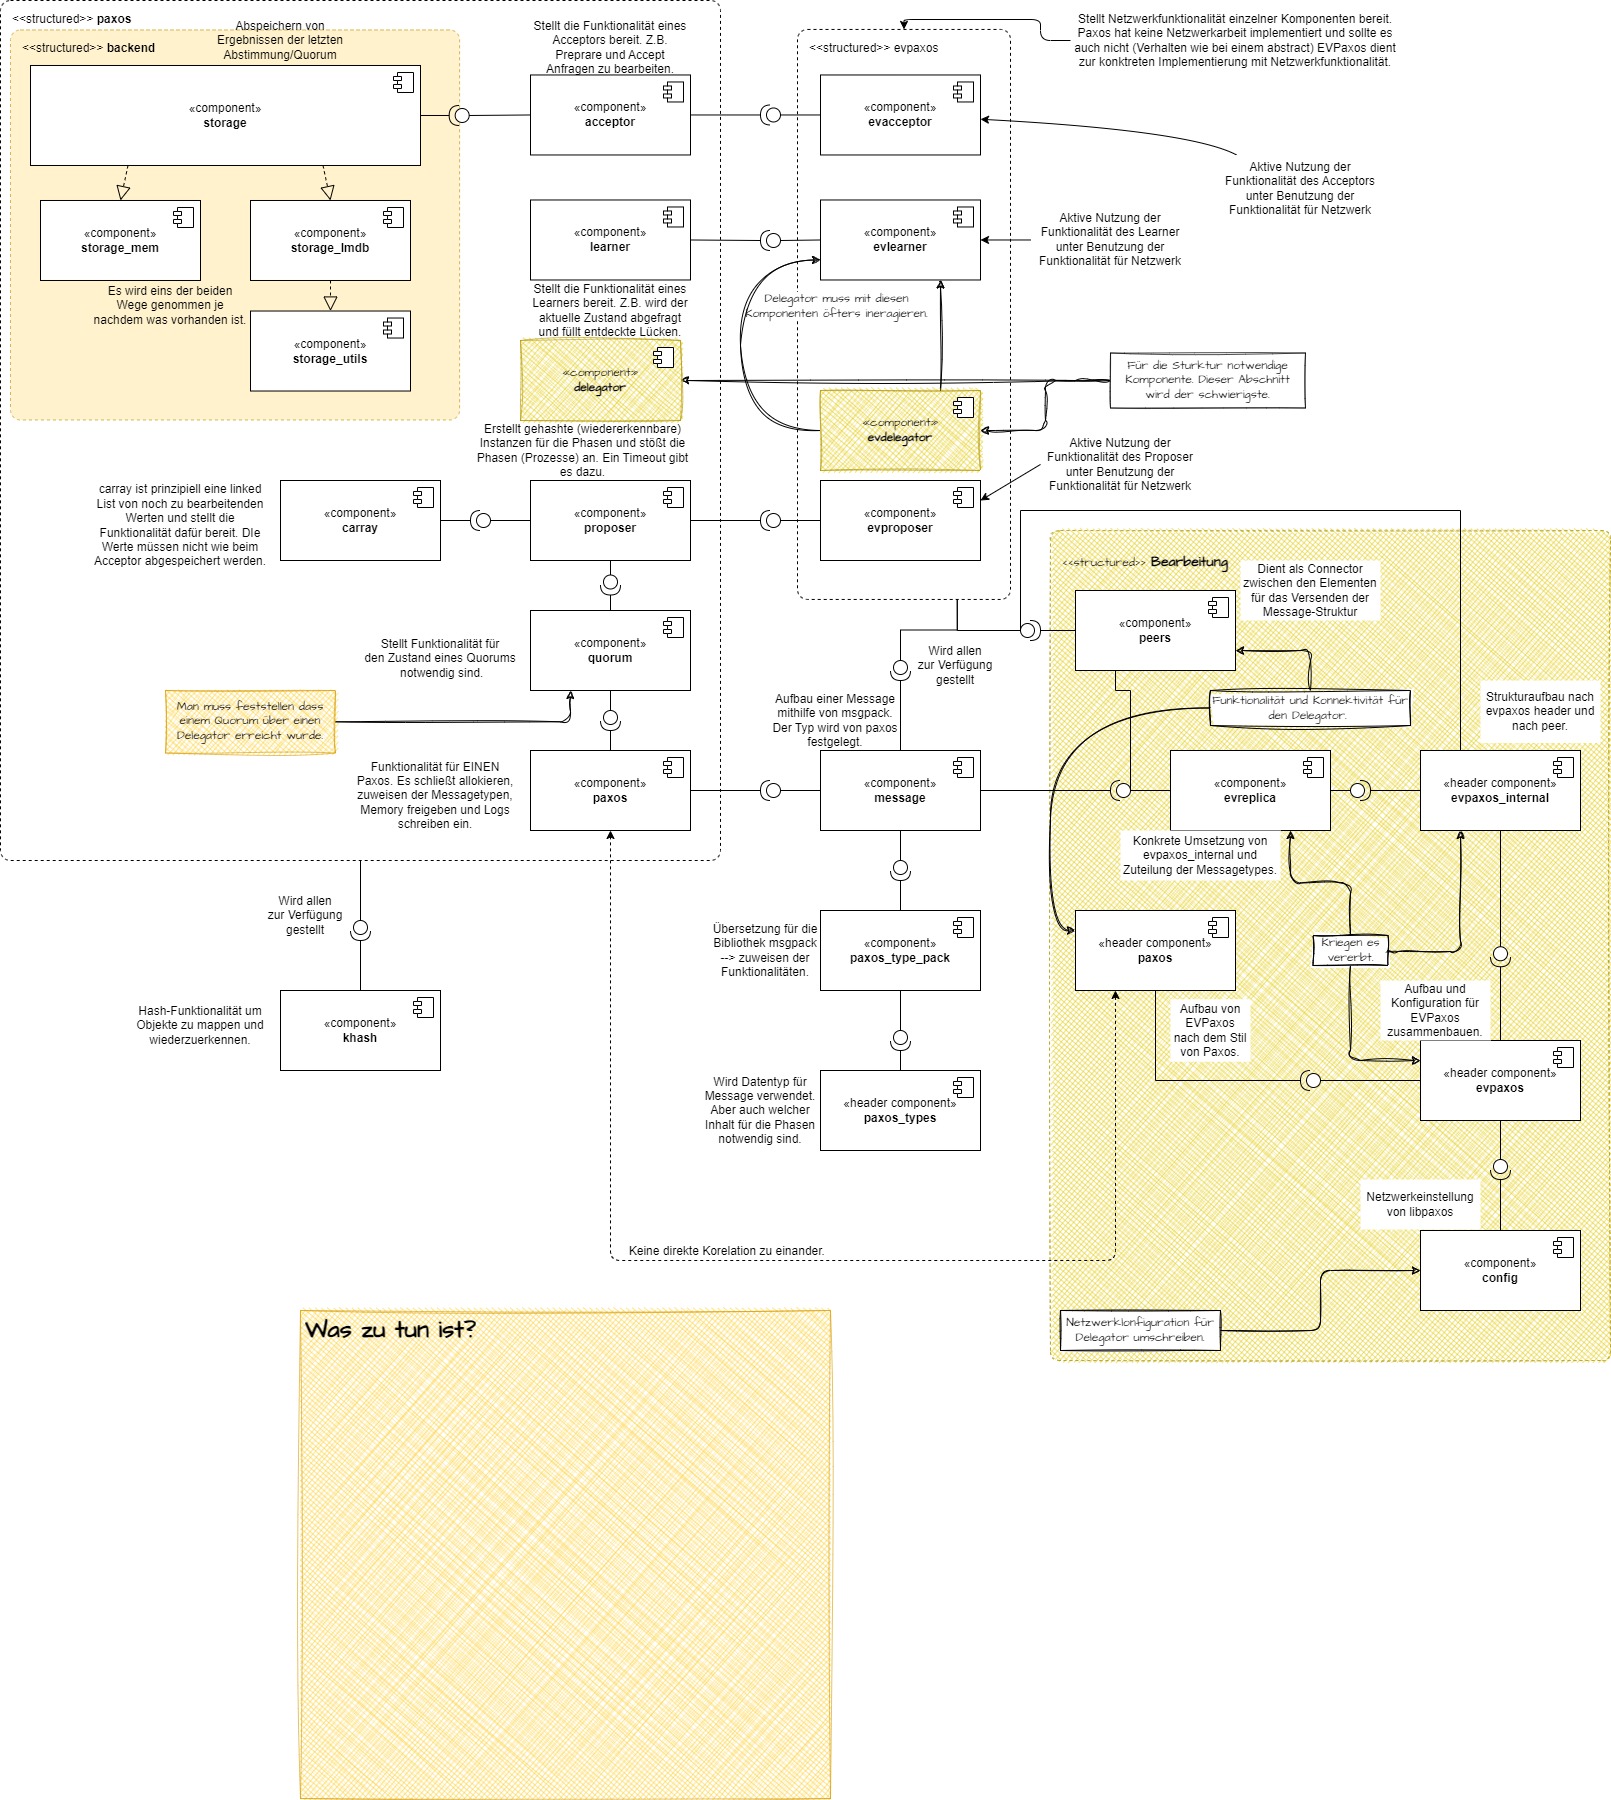 <<structured>> paxos
Abspeichern von
Ergebnissen der letzten
Abstimmung/Quorum
<<structured>> backend
«component»
storage
«component»
storage_mem
«component»
storage_lmdb
Es wird eins der beiden
Wege genommen je
nachdem was vorhanden ist.
«component»
storage_utils
Stellt die Funktionalität eines
Acceptors bereit. Z.B.
Preprare und Accept
Anfragen zu bearbeiten.
«component»
acceptor
«component»
learner
Stellt die Funktionalität eines
Learners bereit. Z.B. wird der
aktuelle Zustand abgefragt
und füllt entdeckte Lücken.
«component»
delegator
Erstellt gehashte (wiedererkennbare)
Instanzen für die Phasen und stößt die
Phasen (Prozesse) an. Ein Timeout gibt
es dazu.
carray ist prinzipiell eine linked
List von noch zu bearbeitenden
Werten und stellt die
Funktionalität dafür bereit. DIe
Werte müssen nicht wie beim
Acceptor abgespeichert werden.
«component»
carray
«component»
proposer
Stellt Funktionalität für
den Zustand eines Quorums
notwendig sind.
«component»
quorum
Man muss feststellen dass
einem Quorum über einen
Delegator erreicht wurde.
Funktionalität für EINEN
Paxos. Es schließt allokieren,
zuweisen der Messagetypen,
Memory freigeben und Logs
schreiben ein.
«component»
paxos
Wird allen
zur Verfügung
gestellt
Hash-Funktionalität um
Objekte zu mappen und
wiederzuerkennen.
«component»
khash
<<structured>> evpaxos
«component»
evacceptor
«component»
evlearner
Delegator muss mit diesen
Komponenten öfters ineragieren.
«component»
evdelegator
«component»
evproposer
Stellt Netzwerkfunktionalität einzelner Komponenten bereit.
Paxos hat keine Netzwerkarbeit implementiert und sollte es
auch nicht (Verhalten wie bei einem abstract) EVPaxos dient
zur konktreten Implementierung mit Netzwerkfunktionalität.
Aktive Nutzung der
Funktionalität des Acceptors
unter Benutzung der
Funktionalität für Netzwerk
Aktive Nutzung der
Funktionalität des Learner
unter Benutzung der
Funktionalität für Netzwerk
Für die Sturktur notwendige
Komponente. Dieser Abschnitt
wird der schwierigste.
Aktive Nutzung der
Funktionalität des Proposer
unter Benutzung der
Funktionalität für Netzwerk
Wird allen
zur Verfügung
gestellt
Aufbau einer Message
mithilfe von msgpack.
Der Typ wird von paxos
festgelegt.
«component»
message
Übersetzung für die
Bibliothek msgpack
--> zuweisen der
Funktionalitäten.
«component»
paxos_type_pack
Wird Datentyp für
Message verwendet.
Aber auch welcher
Inhalt für die Phasen
notwendig sind.
«header component»
paxos_types
<<structured>> Bearbeitung
Dient als Connector
zwischen den Elementen
für das Versenden der
Message-Struktur
«component»
peers
Funktionalität und Konnektivität für
den Delegator.
Strukturaufbau nach
evpaxos header und
nach peer.
«component»
evreplica
«header component»
evpaxos_internal
Konkrete Umsetzung von
evpaxos_internal und
Zuteilung der Messagetypes.
«header component»
paxos
Kriegen es
vererbt.
Aufbau von
EVPaxos
nach dem Stil
von Paxos.
Aufbau und
Konfiguration für
EVPaxos
zusammenbauen.
«header component»
evpaxos
Netzwerkeinstellung
von libpaxos
«component»
config
Netzwerklonfiguration für
Delegator umschreiben.
Keine direkte Korelation zu einander.
Was zu tun ist?